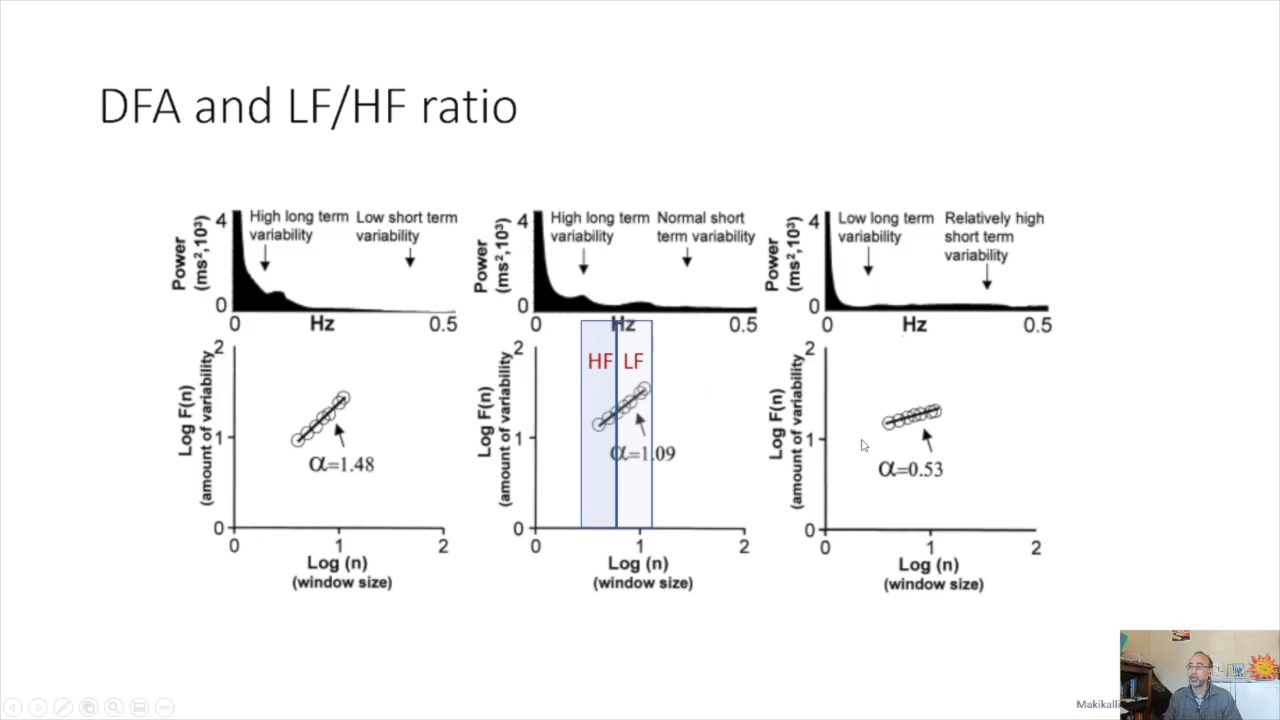 DFA and LF/HF ratio
Power
(ms²,10³)
4
0
High long term
variability
Low short term
variability
0
Hz
0.5
Power
(ms²,10³)
4
0
High long term
variability
Normal short
term variability
0
Hz
0.5
Power
(ms²,10³)
4
0
Low long term
variability
Relatively high
short term
variability
0
Hz
0.5
Log F(n)
(amount of variability)
2
1
0
α=1.48
0
1
2
Log (n)
(window size)
Log F(n)
(amount of variability)
2
1
0
HF
LF
α=1.09
0
1
2
Log (n)
(window size)
Log F(n)
(amount of variability)
2
1
0
α=0.53
0
1
2
Log (n)
(window size)